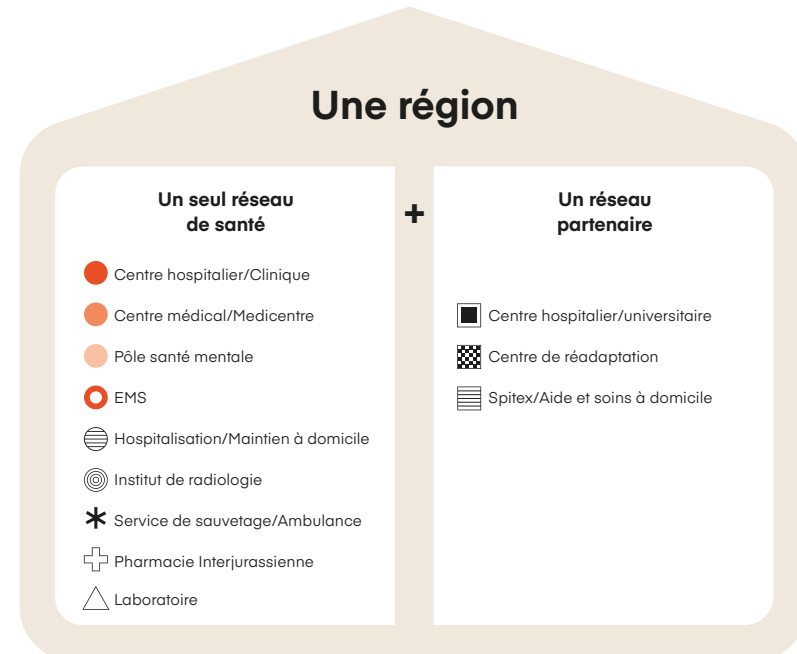 Une région
Un seul réseau
de santé
Centre hospitalier/Clinique
Centre médical/Medicentre
Pôle santé mentale
EMS
Hospitalisation/Maintien à domicile
Institut de radiologie
Service de sauvetage/Ambulance
Pharmacie Interjurassienne
Laboratoire
+
Un réseau
partenaire
Centre hospitalier/universitaire
Centre de réadaptation
Spitex/Aide et soins à domicile